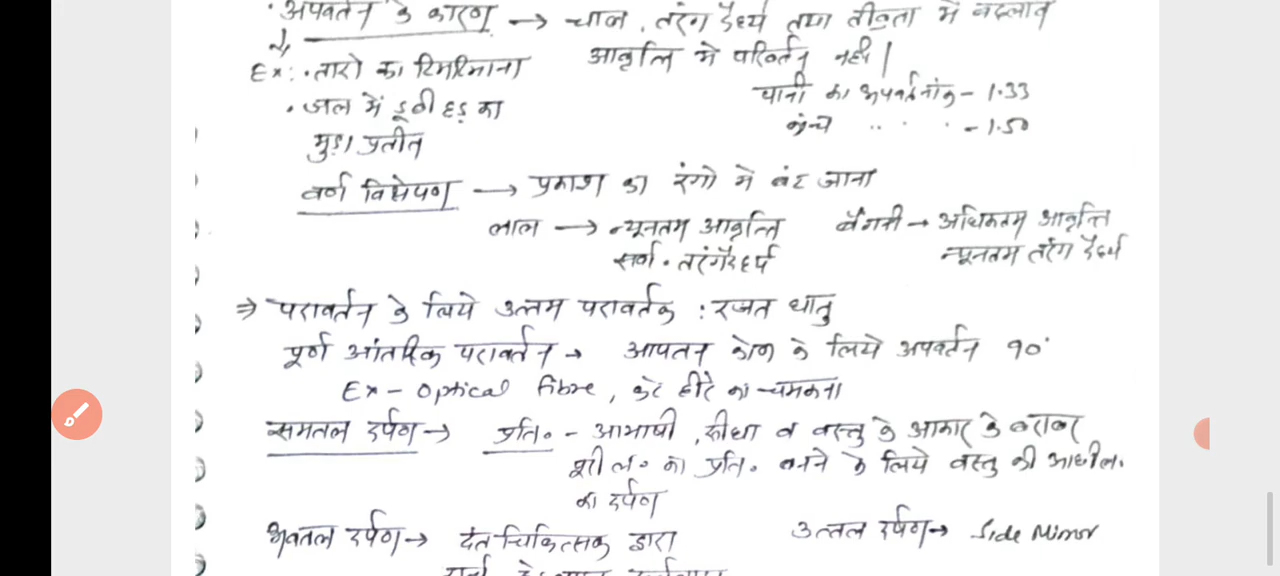 • अपवर्तन के कारण → चाल, तरंग दैर्ध्य तथा तीव्रता में बदलाव
Ex: • तारो का टिमटिमाना आवृत्ति मे परिवर्तन नही |
• जल में डूबी छड़ का पानी का अपवर्तनांक - 1.33
मुड़ा प्रतीत कांच .. . . - 1.50
वर्ण विक्षेपण → प्रकाश का रंगो मे बंट जाना
लाल → न्यूनतम आवृत्ति बैंगनी → अधिकतम आवृत्ति
सर्वा. तरंगदैर्ध्य न्यूनतम तरंग दैर्ध्य
⇒ परावर्तन के लिये उत्तम परावर्तक : रजत धातु
पूर्ण आंतरिक परावर्तन → आपतन कोण के लिये अपवर्तन 90°
Ex - Optical fibre, कटे हीरे का चमकना
समतल दर्पण → प्रति॰ - आभाषी, सीधा व वस्तु के आकार के बराबर
पूरी ल॰ का प्रति॰ बनने के लिये वस्तु की आधी ल.
का दर्पण
अवतल दर्पण → दंत चिकित्सक द्वारा उत्तल दर्पण → Side Mirror